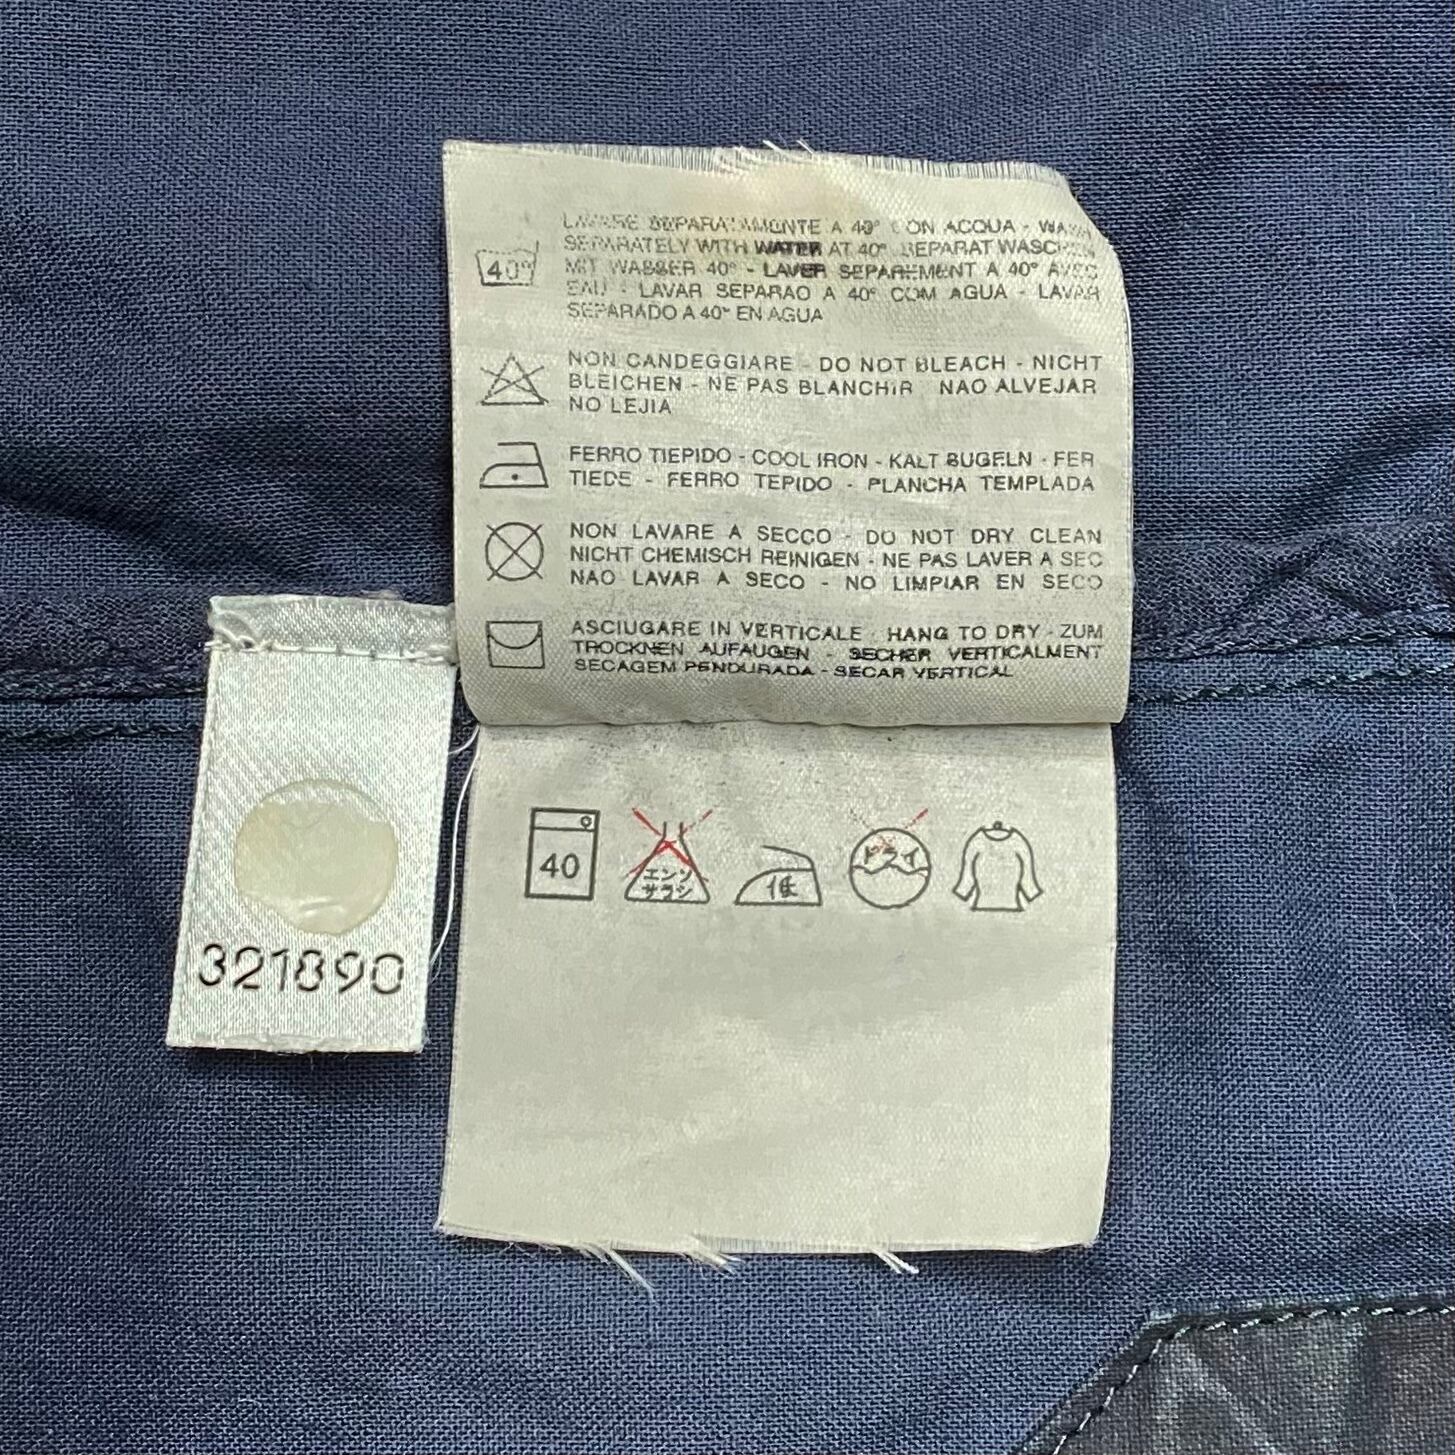 LAVARE SEPARATAMENTE A 40° CON ACQUA - WASH
SEPARATELY WITH WATER AT 40° SEPARAT WASCHEN
40° MIT WASSER 40° - LAVER SEPAREMENT A 40° AVEC
EAU - LAVAR SEPARAO A 40° COM AGUA - LAVAR
SEPARADO A 40° EN AGUA
NON CANDEGGIARE - DO NOT BLEACH - NICHT
BLEICHEN - NE PAS BLANCHIR NAO ALVEJAR
NO LEJIA
FERRO TIEPIDO - COOL IRON - KALT BUGELN - FER
TIEDE - FERRO TEPIDO - PLANCHA TEMPLADA
NON LAVARE A SECCO - DO NOT DRY CLEAN
NICHT CHEMISCH REINIGEN - NE PAS LAVER A SEC
NAO LAVAR A SECO - NO LIMPIAR EN SECO
ASCIUGARE IN VERTICALE - HANG TO DRY - ZUM
TROCKNEN AUFAUGEN - SECHER VERTICALMENT
SECAGEM PENDURADA - SECAR VERTICAL
40 エンソ 低 ドライ
サラシ
321890